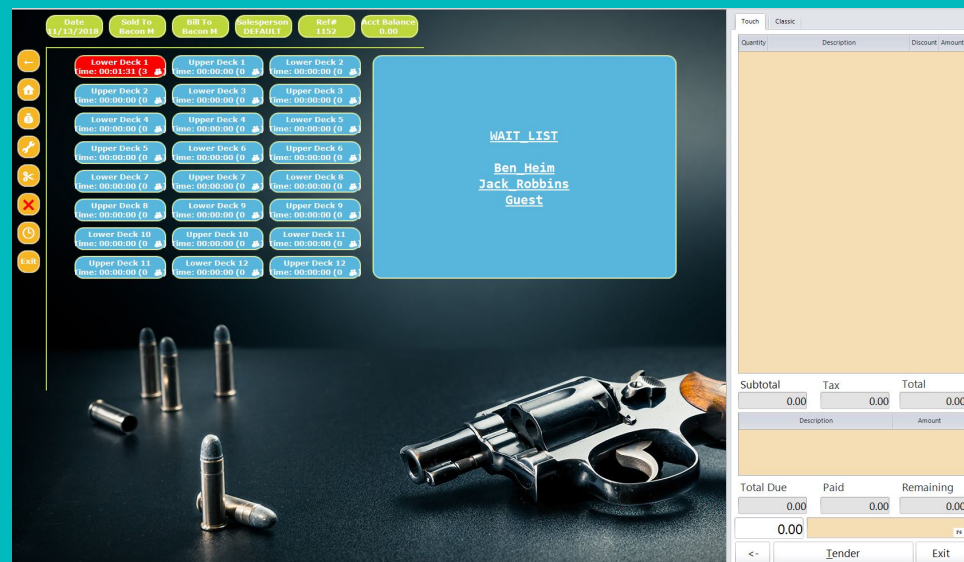 Date
11/13/2018
Sold To
Bacon M
Bill To
Bacon M
Salesperson
DEFAULT
Ref#
1152
Acct Balance
0.00
Lower Deck 1
Time: 00:01:31 (3
Upper Deck 1
Time: 00:00:00 (0
Lower Deck 2
Time: 00:00:00 (0
Upper Deck 2
Time: 00:00:00 (0
Lower Deck 3
Time: 00:00:00 (0
Upper Deck 3
Time: 00:00:00 (0
Lower Deck 4
Time: 00:00:00 (0
Upper Deck 4
Time: 00:00:00 (0
Lower Deck 5
Time: 00:00:00 (0
Upper Deck 5
Time: 00:00:00 (0
Lower Deck 6
Time: 00:00:00 (0
Upper Deck 6
Time: 00:00:00 (0
Lower Deck 7
Time: 00:00:00 (0
Upper Deck 7
Time: 00:00:00 (0
Lower Deck 8
Time: 00:00:00 (0
Upper Deck 8
Time: 00:00:00 (0
Lower Deck 9
Time: 00:00:00 (0
Upper Deck 9
Time: 00:00:00 (0
Lower Deck 10
Time: 00:00:00 (0
Upper Deck 10
Time: 00:00:00 (0
Lower Deck 11
Time: 00:00:00 (0
Upper Deck 11
Time: 00:00:00 (0
Lower Deck 12
Time: 00:00:00 (0
Upper Deck 12
Time: 00:00:00 (0
Exit
WAIT_LIST
Ben_Heim
Jack_Robbins
Guest
Touch Classic
Quantity Description Discount Amount
Subtotal Tax Total
0.00 0.00 0.00
Description Amount
Total Due Paid Remaining
0.00 0.00 0.00
0.00
<- Tender Exit